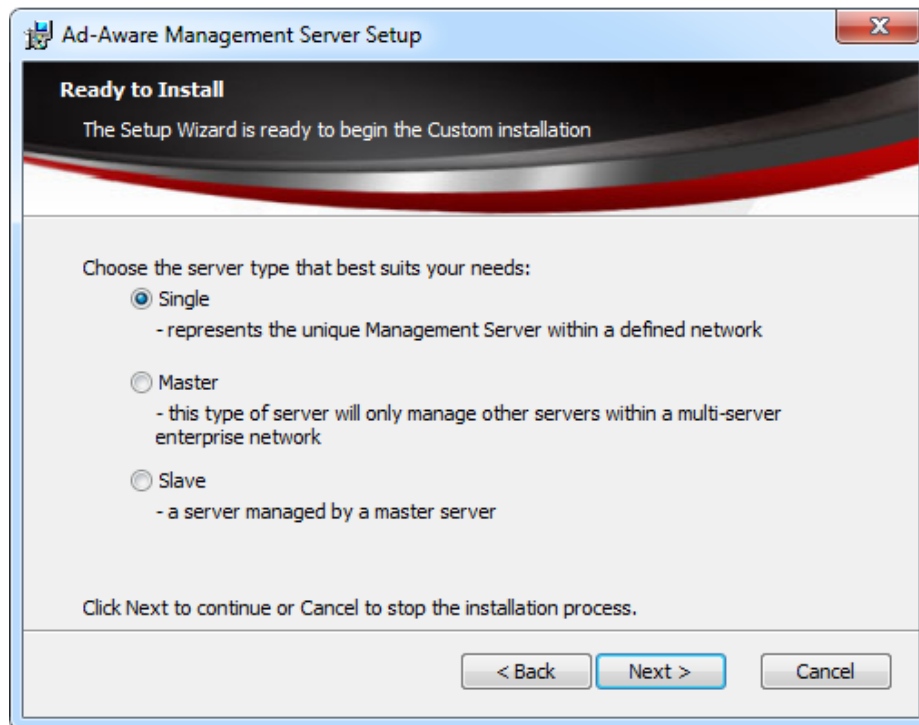 Ad-Aware Management Server Setup
Ready to Install
The Setup Wizard is ready to begin the Custom installation
Choose the server type that best suits your needs:
Single
- represents the unique Management Server within a defined network
Master
- this type of server will only manage other servers within a multi-server
enterprise network
Slave
- a server managed by a master server
Click Next to continue or Cancel to stop the installation process.
< Back Next > Cancel